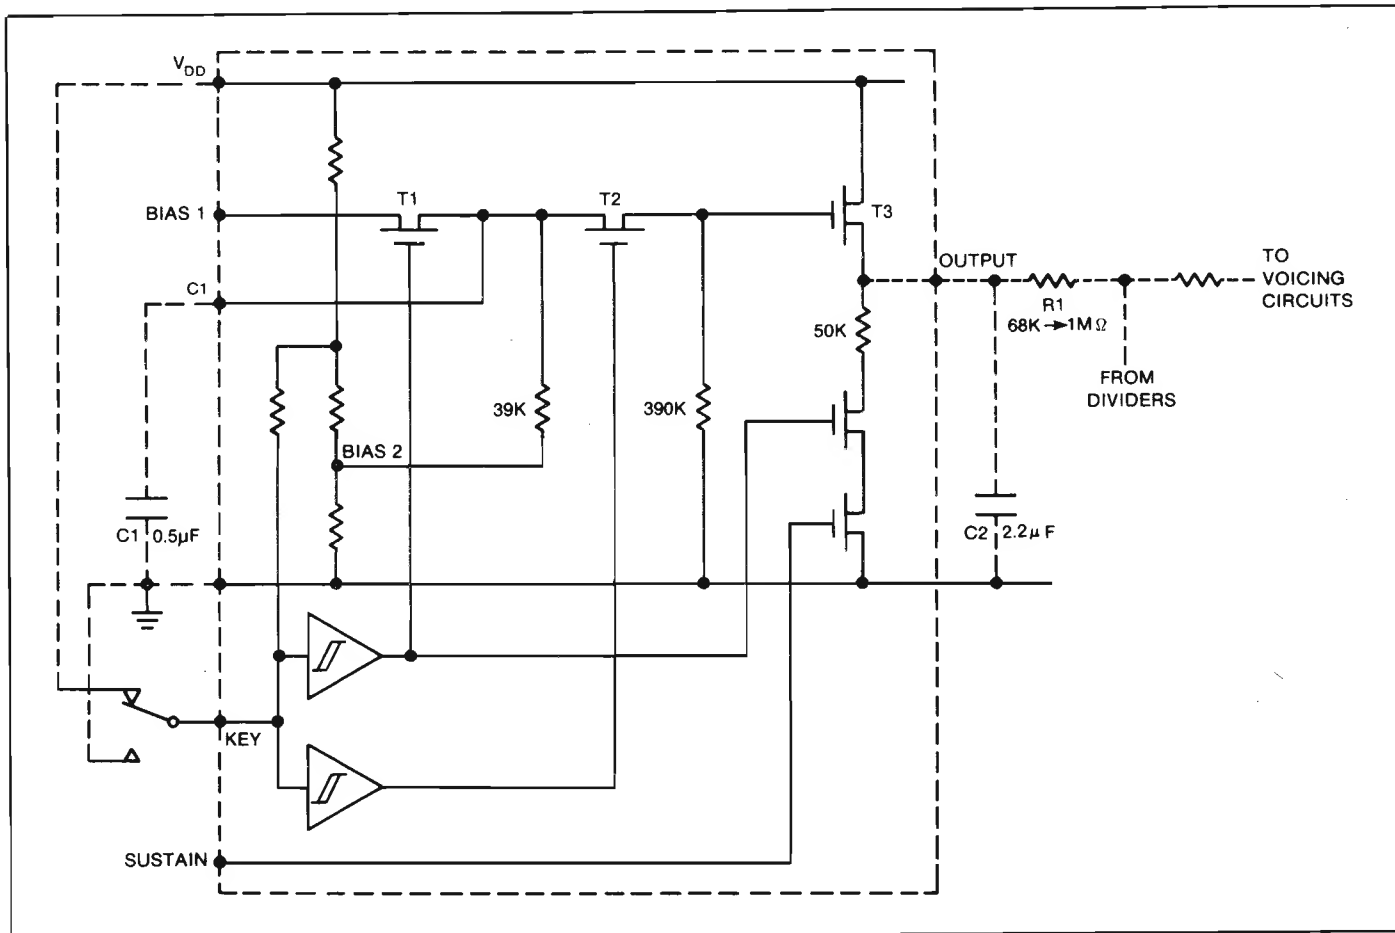 V_DD
BIAS 1
T1
T2
T3
C1
OUTPUT
TO
VOICING
CIRCUITS
R1
68K→1MΩ
50K
FROM
DIVIDERS
39K
390K
BIAS 2
C1 0.5µF
C2 2.2µF
KEY
SUSTAIN